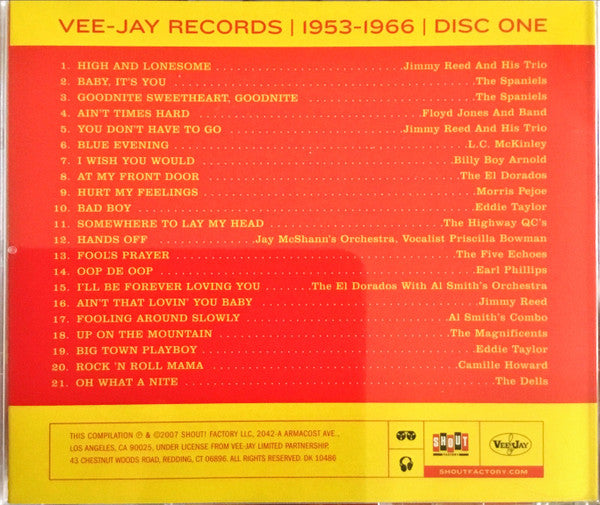 VEE-JAY RECORDS | 1953-1966 | DISC ONE
1. HIGH AND LONESOME ........ Jimmy Reed And His Trio
2. BABY, IT'S YOU ........ The Spaniels
3. GOODNITE SWEETHEART, GOODNITE ........ The Spaniels
4. AIN'T TIMES HARD ........ Floyd Jones And Band
5. YOU DON'T HAVE TO GO ........ Jimmy Reed And His Trio
6. BLUE EVENING ........ L.C. McKinley
7. I WISH YOU WOULD ........ Billy Boy Arnold
8. AT MY FRONT DOOR ........ The El Dorados
9. HURT MY FEELINGS ........ Morris Pejoe
10. BAD BOY ........ Eddie Taylor
11. SOMEWHERE TO LAY MY HEAD ........ The Highway QC's
12. HANDS OFF ........ Jay McShann's Orchestra, Vocalist Priscilla Bowman
13. FOOL'S PRAYER ........ The Five Echoes
14. OOP DE OOP ........ Earl Phillips
15. I'LL BE FOREVER LOVING YOU ........ The El Dorados With Al Smith's Orchestra
16. AIN'T THAT LOVIN' YOU BABY ........ Jimmy Reed
17. FOOLING AROUND SLOWLY ........ Al Smith's Combo
18. UP ON THE MOUNTAIN ........ The Magnificents
19. BIG TOWN PLAYBOY ........ Eddie Taylor
20. ROCK 'N ROLL MAMA ........ Camille Howard
21. OH WHAT A NITE ........ The Dells
THIS COMPILATION ℗ & ©2007 SHOUT! FACTORY LLC, 2042-A ARMACOST AVE.,
LOS ANGELES, CA 90025, UNDER LICENSE FROM VEE-JAY LIMITED PARTNERSHIP,
43 CHESTNUT WOODS ROAD, REDDING, CT 06896. ALL RIGHTS RESERVED. DK 10486
SHOUT
FACTORY
VEE JAY
SHOUTFACTORY.COM